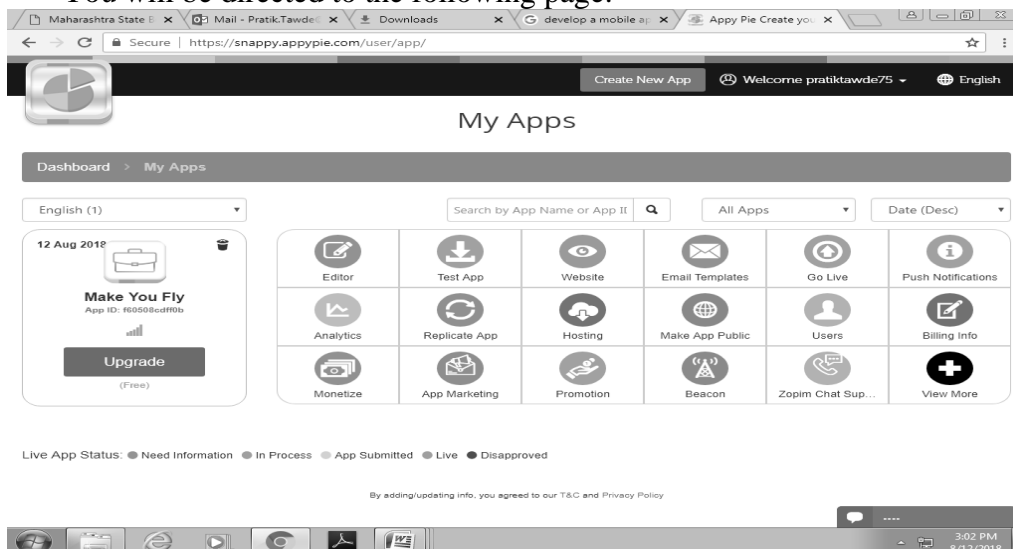 You will be directed to the following page.
Maharashtra State B
Mail - Pratik.Tawde
Downloads
develop a mobile ap
Appy Pie Create you
Secure | https://snappy.appypie.com/user/app/
Create New App Welcome pratiktawde75 English
My Apps
Dashboard > My Apps
English (1) Search by App Name or App II All Apps Date (Desc)
12 Aug 2018
Make You Fly
App ID: f60508cdff0b
Upgrade
(Free)
Editor Test App Website Email Templates Go Live Push Notifications
Analytics Replicate App Hosting Make App Public Users Billing Info
Monetize App Marketing Promotion Beacon Zopim Chat Sup... View More
Live App Status: Need Information In Process App Submitted Live Disapproved
By adding/updating info, you agreed to our T&C and Privacy Policy
....
3:02 PM
8/12/2018